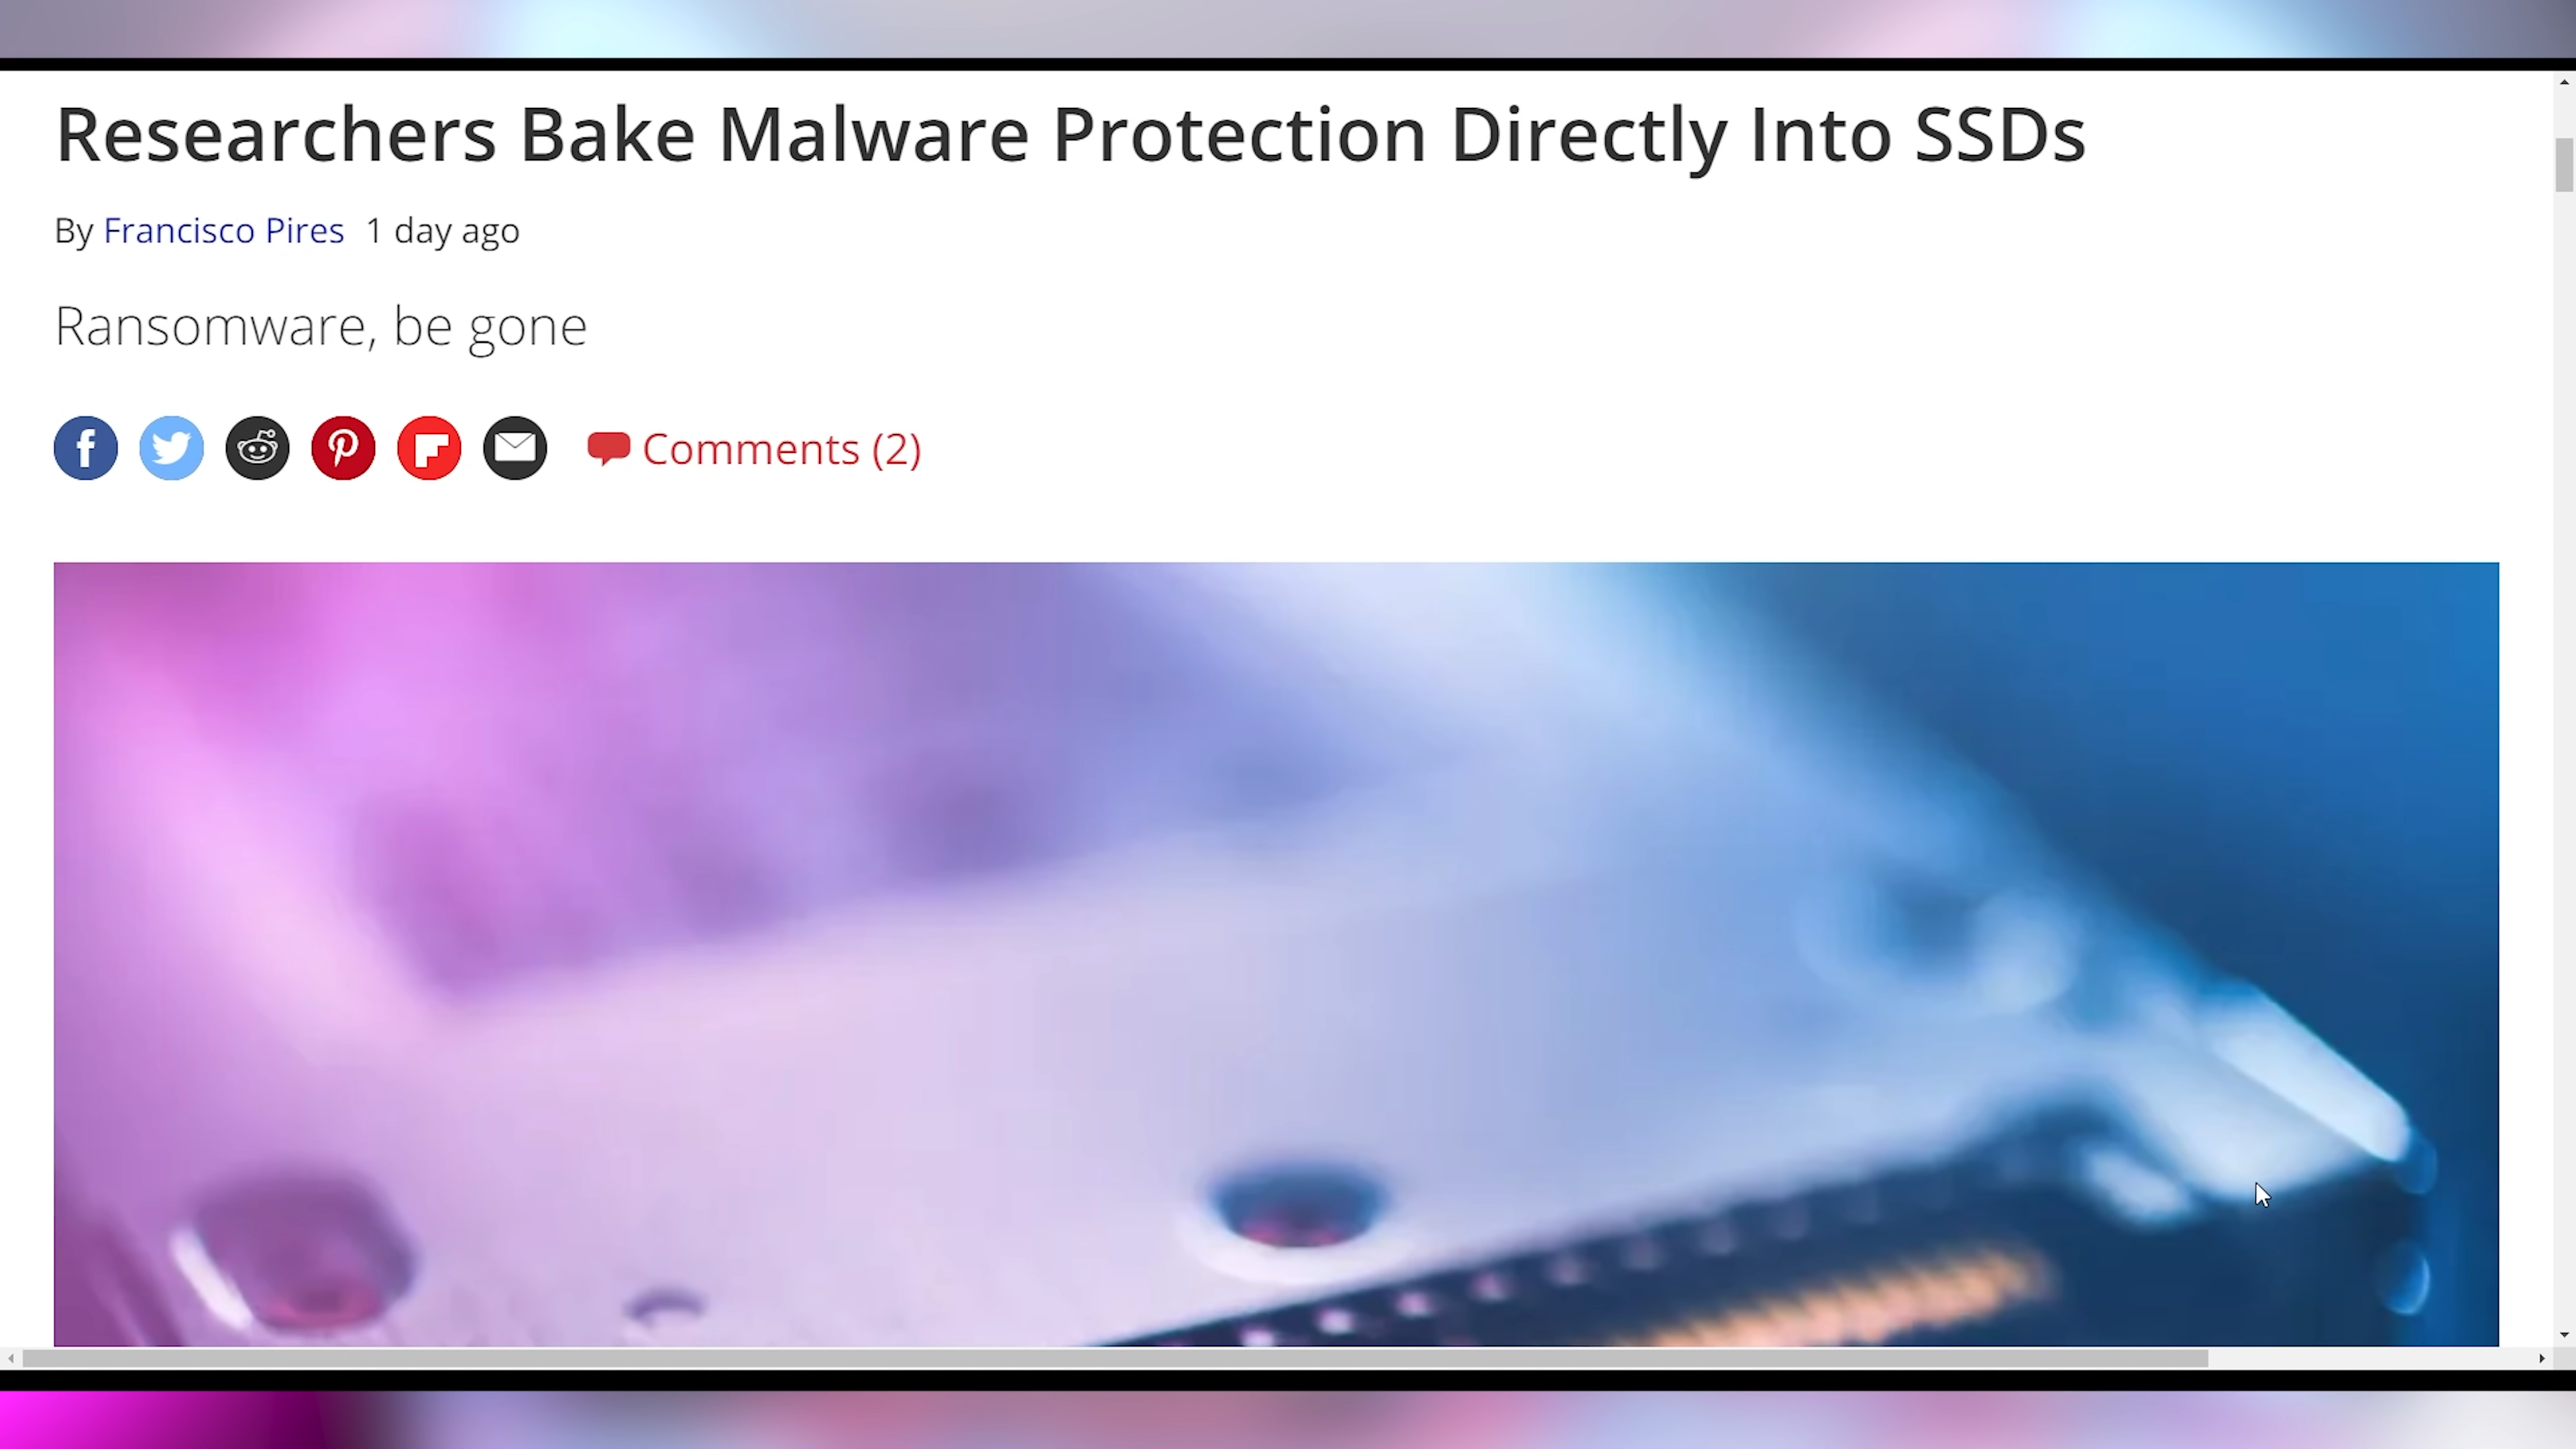 Researchers Bake Malware Protection Directly Into SSDs
By Francisco Pires 1 day ago
Ransomware, be gone
Comments (2)